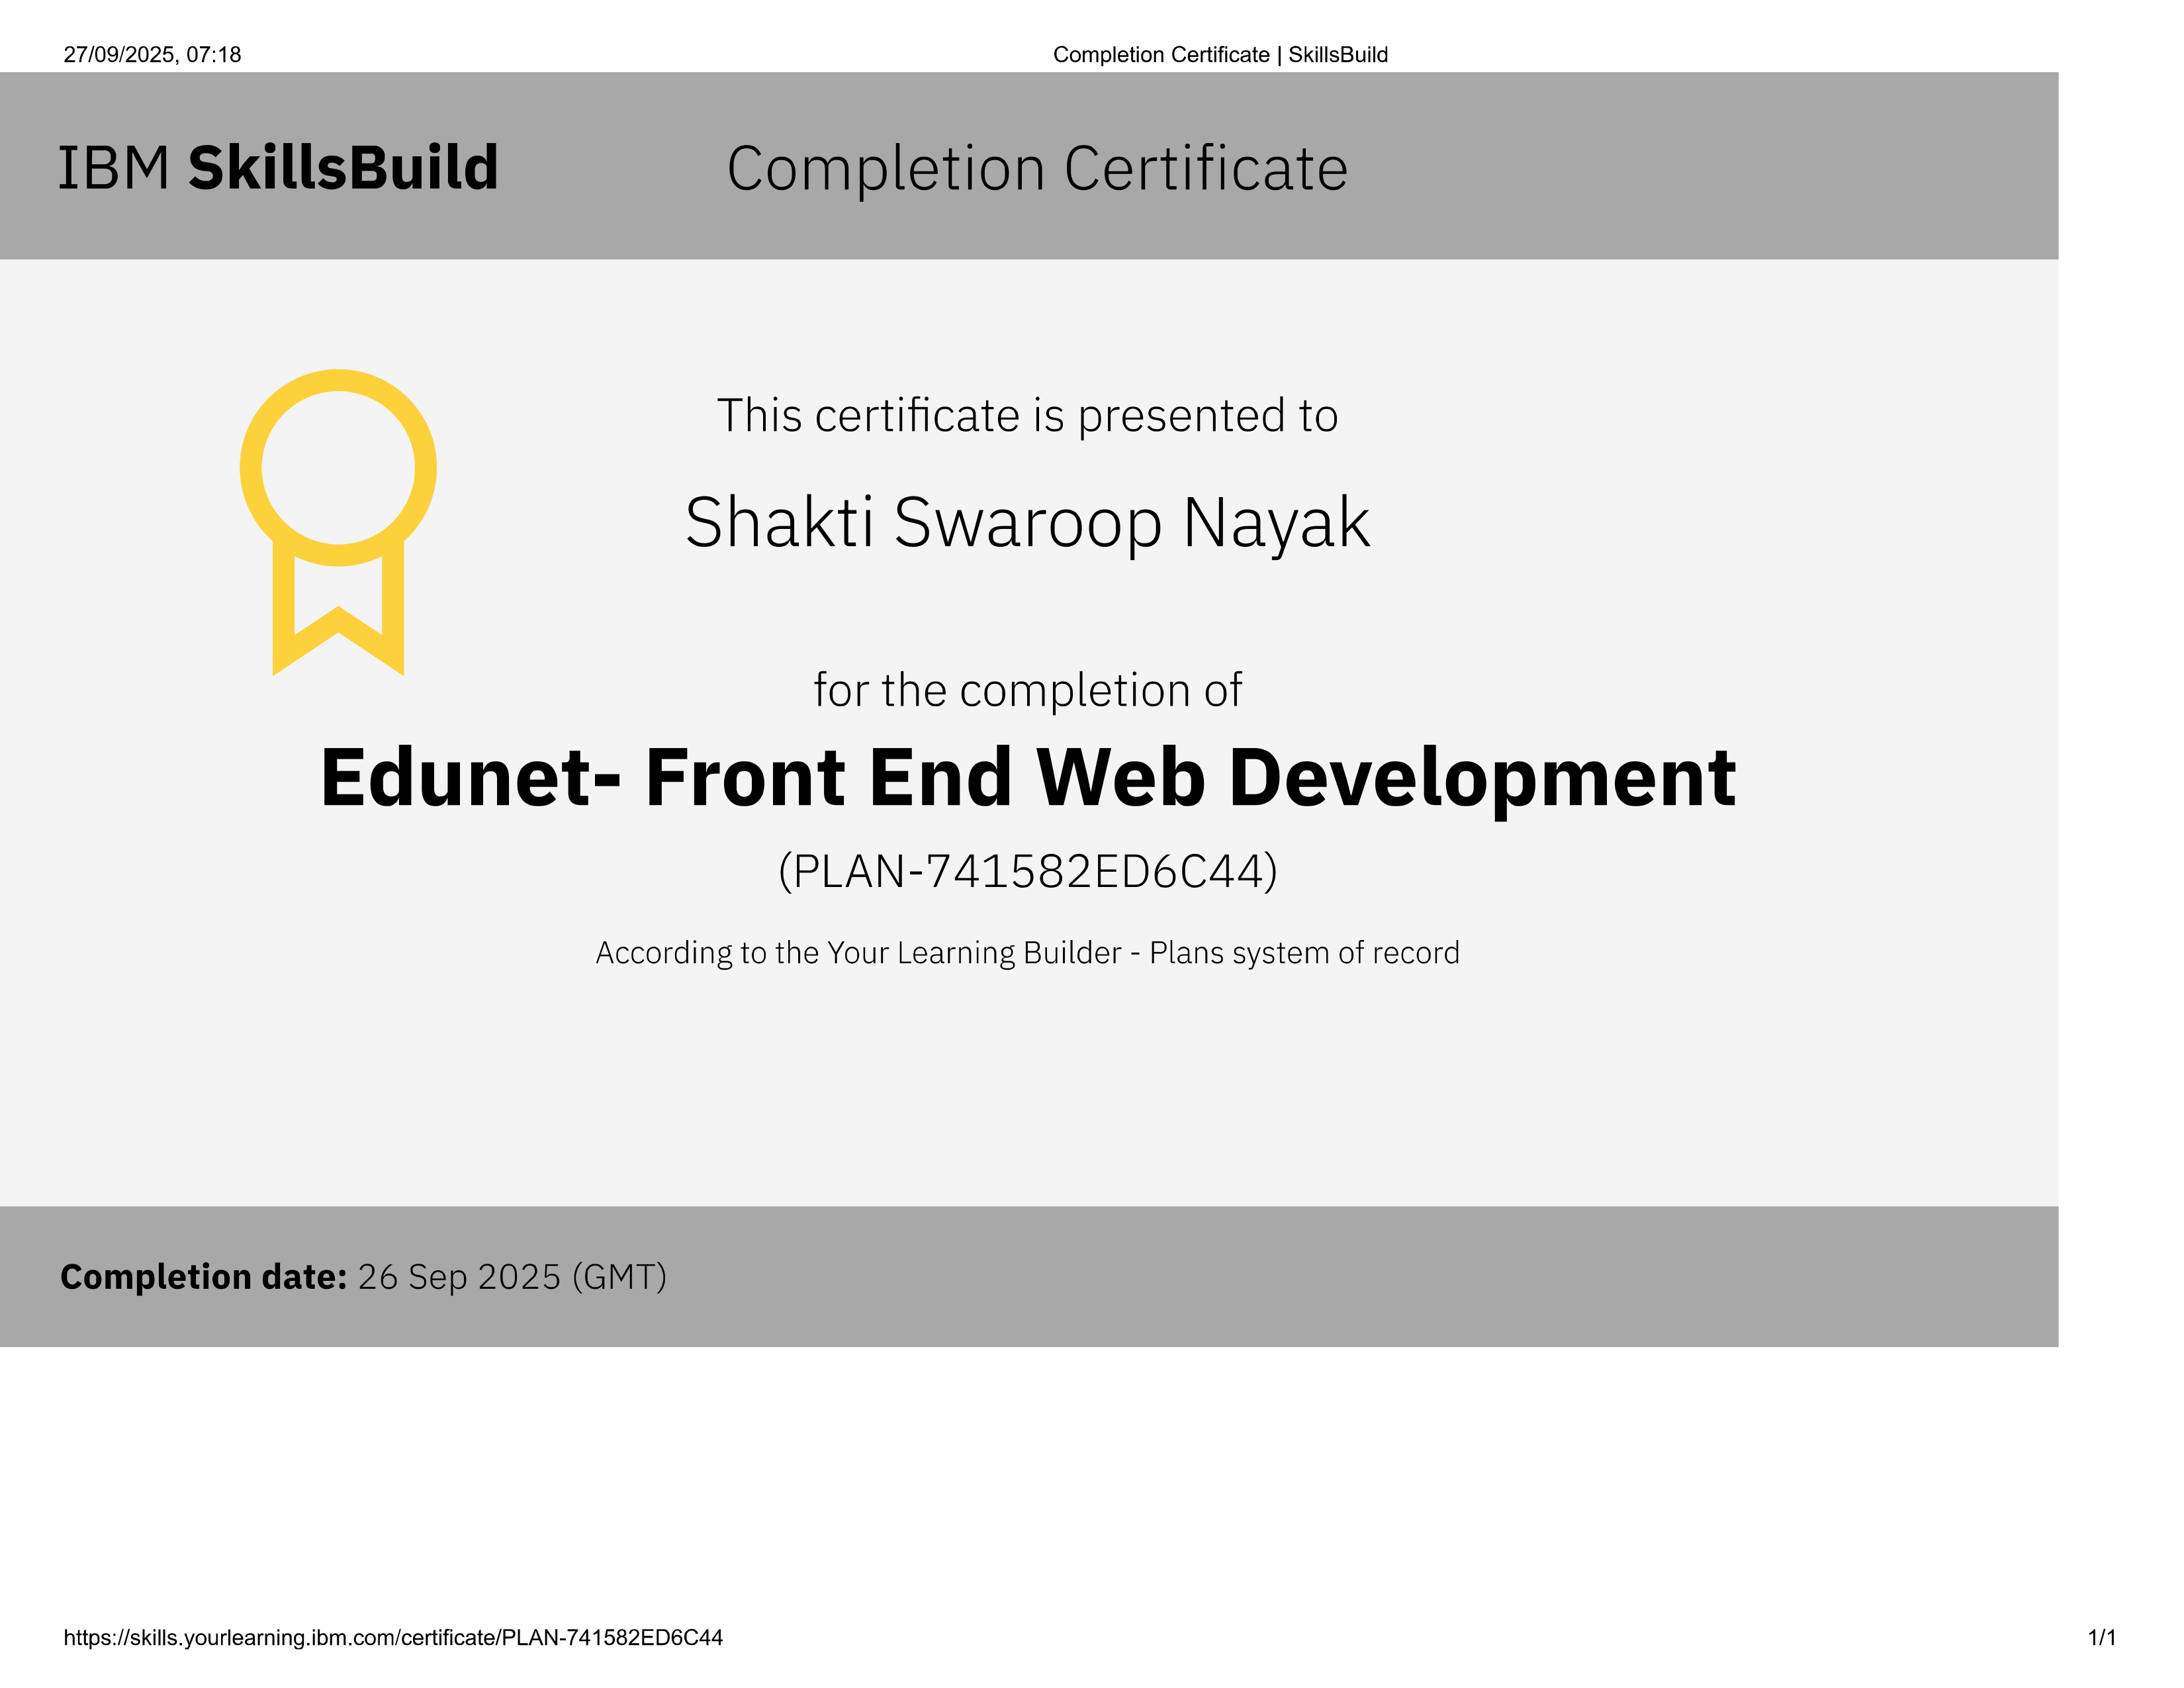 27/09/2025, 07:18
Completion Certificate | SkillsBuild
IBM SkillsBuild
Completion Certificate
This certificate is presented to
Shakti Swaroop Nayak
for the completion of
Edunet- Front End Web Development
(PLAN-741582ED6C44)
According to the Your Learning Builder - Plans system of record
Completion date: 26 Sep 2025 (GMT)
https://skills.yourlearning.ibm.com/certificate/PLAN-741582ED6C44
1/1